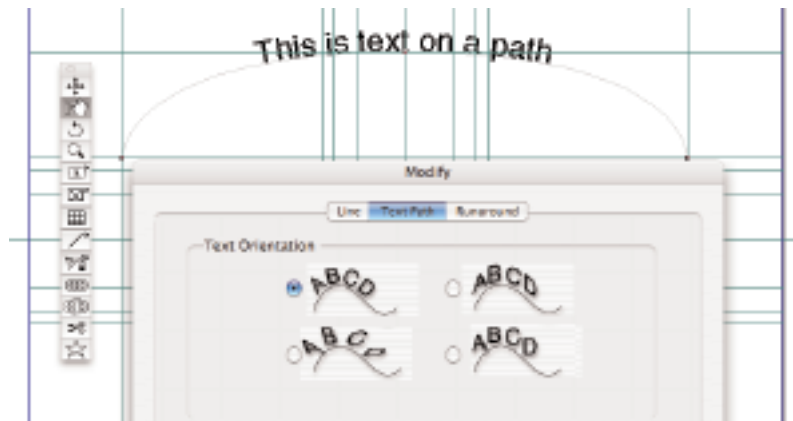 This is text on a path
Modify
Line Text Path Runaround
Text Orientation
ABCD ABCD
ABCD ABCD